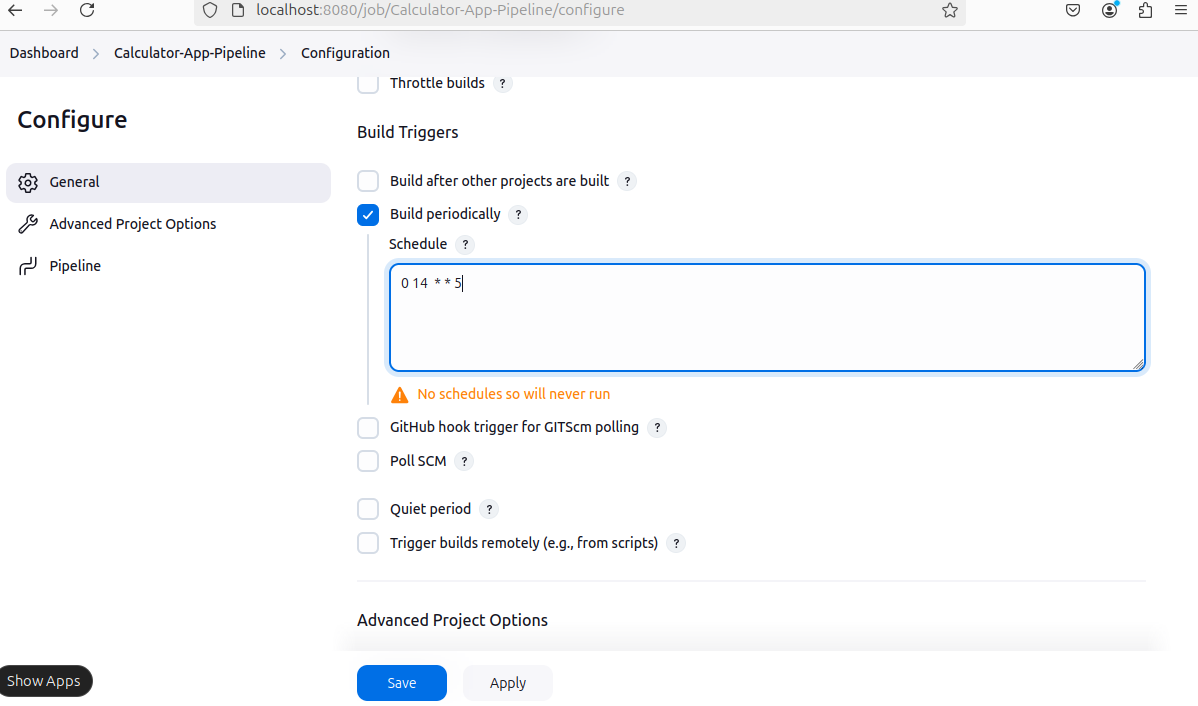 localhost:8080/job/Calculator-App-Pipeline/configure
Dashboard > Calculator-App-Pipeline > Configuration
Configure
General
Advanced Project Options
Pipeline
Throttle builds ?
Build Triggers
Build after other projects are built ?
Build periodically ?
Schedule ?
0 14  * * 5
No schedules so will never run
GitHub hook trigger for GITScm polling ?
Poll SCM ?
Quiet period ?
Trigger builds remotely (e.g., from scripts) ?
Advanced Project Options
Save Apply
Show Apps